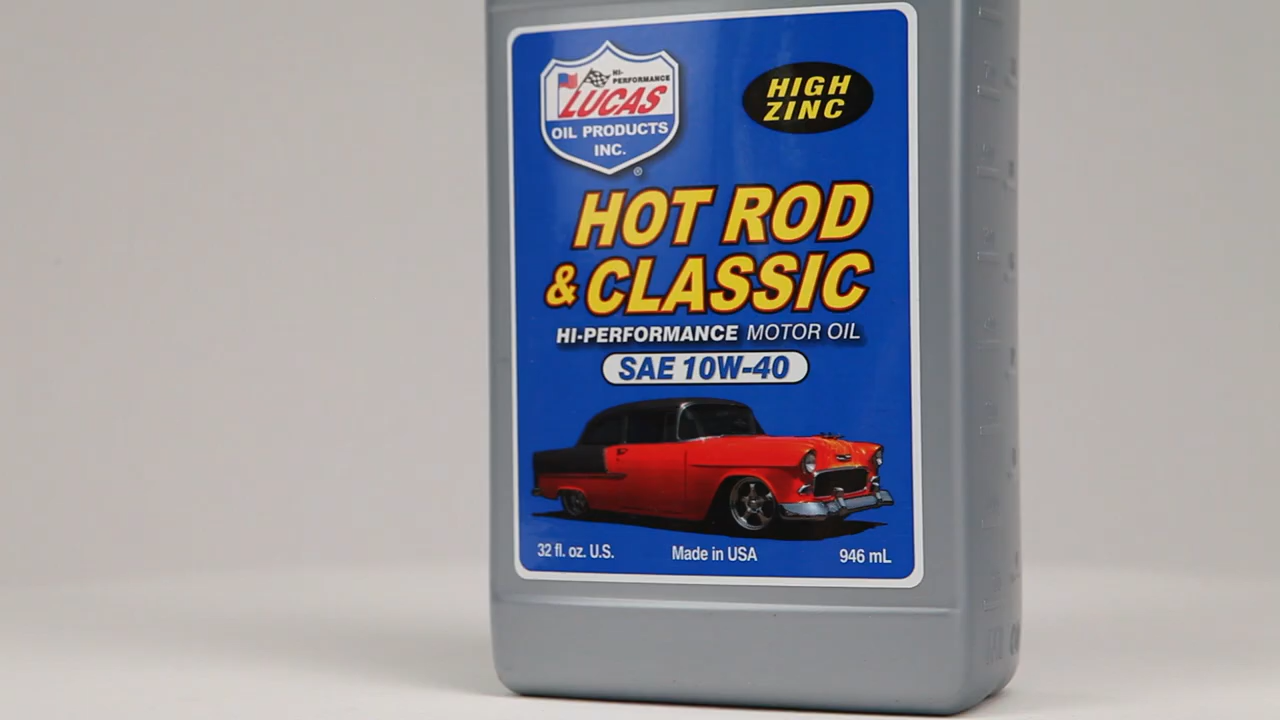 HI-
PERFORMANCE
LUCAS
OIL PRODUCTS
INC.
®
HIGH
ZINC
HOT ROD
& CLASSIC
HI-PERFORMANCE MOTOR OIL
SAE 10W-40
32 fl. oz. U.S. Made in USA 946 mL